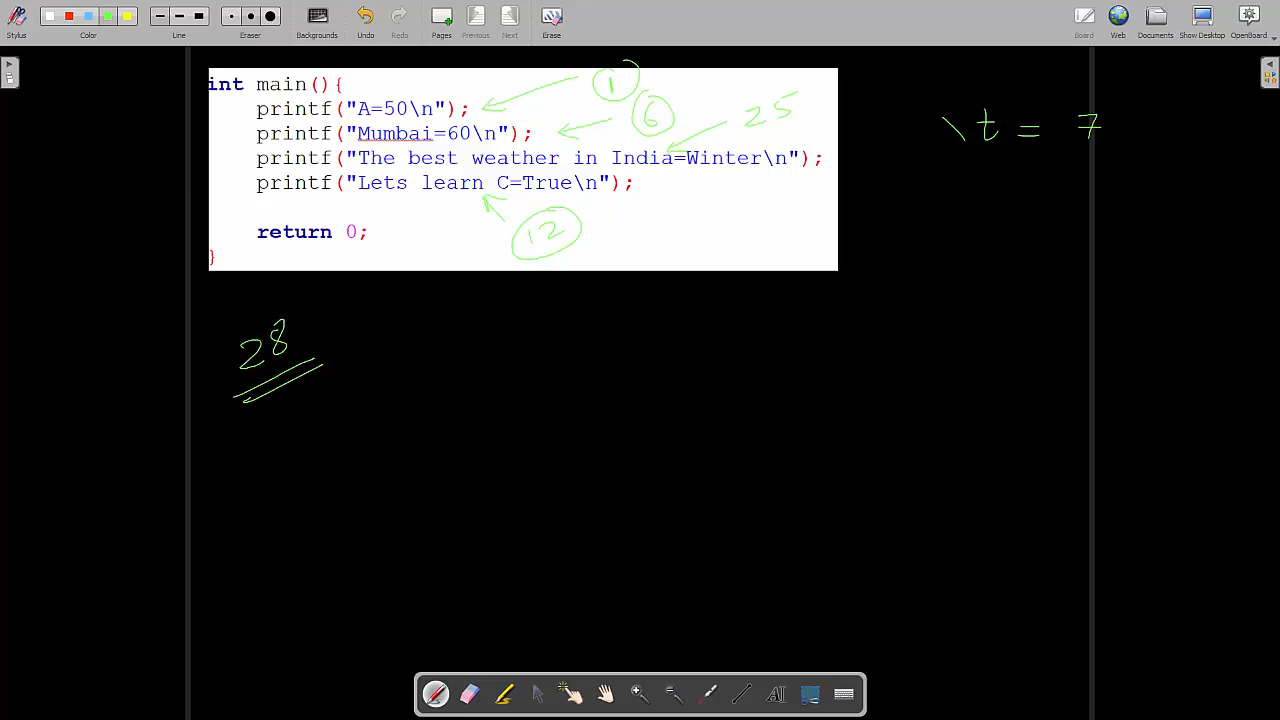 Stylus Color Line Eraser Backgrounds Undo Redo Pages Previous Next Erase Board Web Documents Show Desktop OpenBoard
int main(){ 1
printf("A=50\n"); 6 25
printf("Mumbai=60\n"); \t = 7
printf("The best weather in India=Winter\n");
printf("Lets learn C=True\n");
12
return 0;
}
28
AI